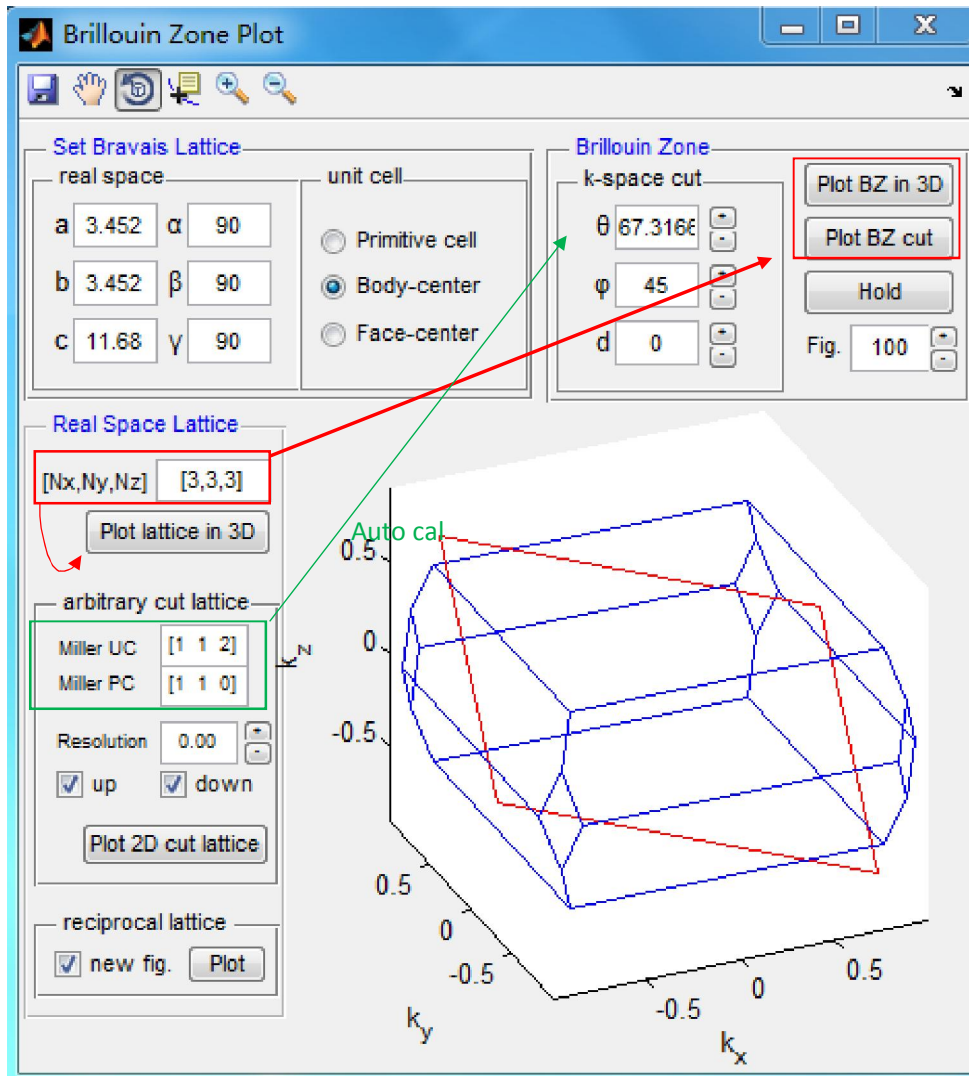 Brillouin Zone Plot
Set Bravais Lattice
real space
a 3.452 α 90
b 3.452 β 90
c 11.68 γ 90
unit cell
Primitive cell
Body-center
Face-center
Brillouin Zone
k-space cut
θ 67.3166
φ 45
d 0
Plot BZ in 3D
Plot BZ cut
Hold
Fig. 100
Real Space Lattice
[Nx,Ny,Nz] [3,3,3]
Plot lattice in 3D
arbitrary cut lattice
Miller UC [1 1 2]
Miller PC [1 1 0]
Resolution 0.00
up down
Plot 2D cut lattice
reciprocal lattice
new fig. Plot
Auto cal
0.5
0
-0.5
k_z
0.5
0
-0.5
k_y
-0.5
0
0.5
k_x